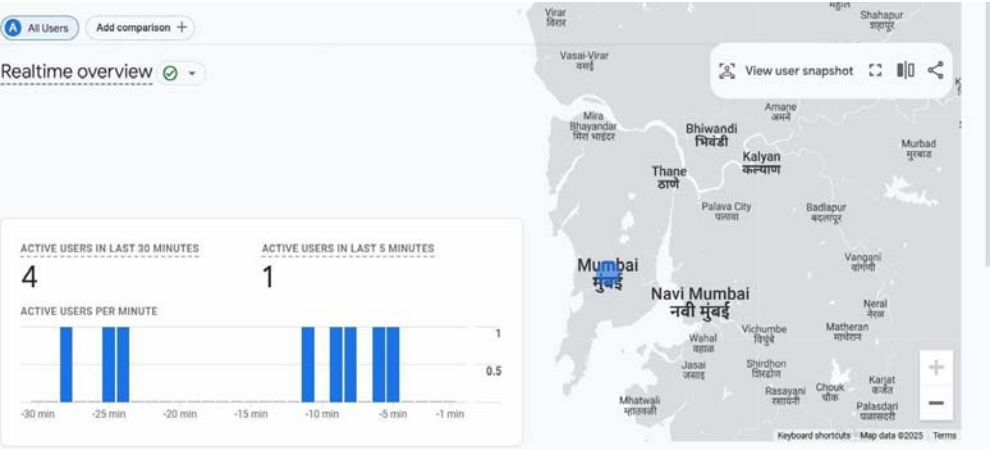 A All Users
Add comparison +
Realtime overview
View user snapshot
ACTIVE USERS IN LAST 30 MINUTES
4
ACTIVE USERS IN LAST 5 MINUTES
1
ACTIVE USERS PER MINUTE
1
0.5
-30 min
-25 min
-20 min
-15 min
-10 min
-5 min
-1 min
Virar
विरार
Shahapur
शहापूर
Vasai-Virar
वसई
Amane
अमने
Mira
Bhayandar
मिरा भाईंदर
Bhiwandi
भिवंडी
Murbad
मुरबाड
Kalyan
कल्याण
Thane
ठाणे
Palava City
पलावा
Badlapur
बदलापूर
Vangani
वांगणी
Mumbai
मुंबई
Navi Mumbai
नवी मुंबई
Neral
नेरळ
Vichumbe
विचुंबे
Matheran
माथेरान
Wahal
वहाळ
Jasai
जसाई
Shirdhon
शिरढोण
Rasayani
रसायनी
Chouk
चौक
Karjat
कर्जत
Mhatwali
म्हातवली
Palasdari
पळासदरी
Keyboard shortcuts
Map data ©2025
Terms